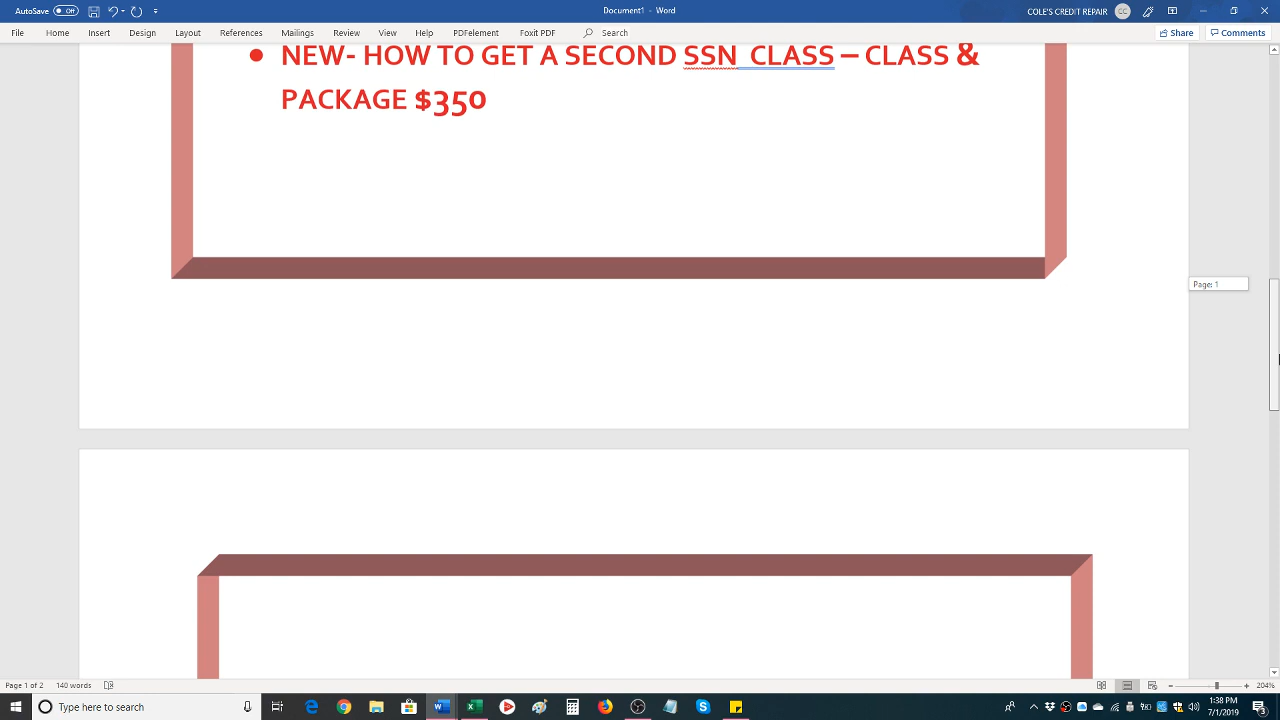 AutoSave Off
Document1 - Word
COLE'S CREDIT REPAIR CC
File Home Insert Draw Design Layout References Mailings Review View Help PDFelement Foxit PDF Search
Share Comments
• NEW- HOW TO GET A SECOND SSN CLASS – CLASS &
PACKAGE $350
Page: 1
Page 1 of 2 140 words
204%
Type here to search
1:38 PM
7/1/2019